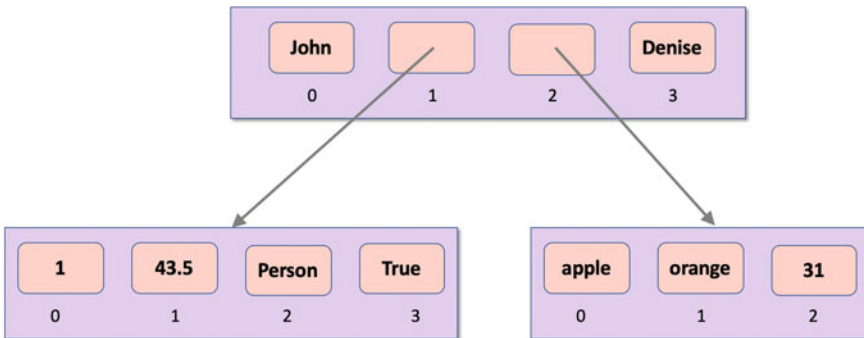 John Denise
0 1 2 3
1 43.5 Person True
0 1 2 3
apple orange 31
0 1 2